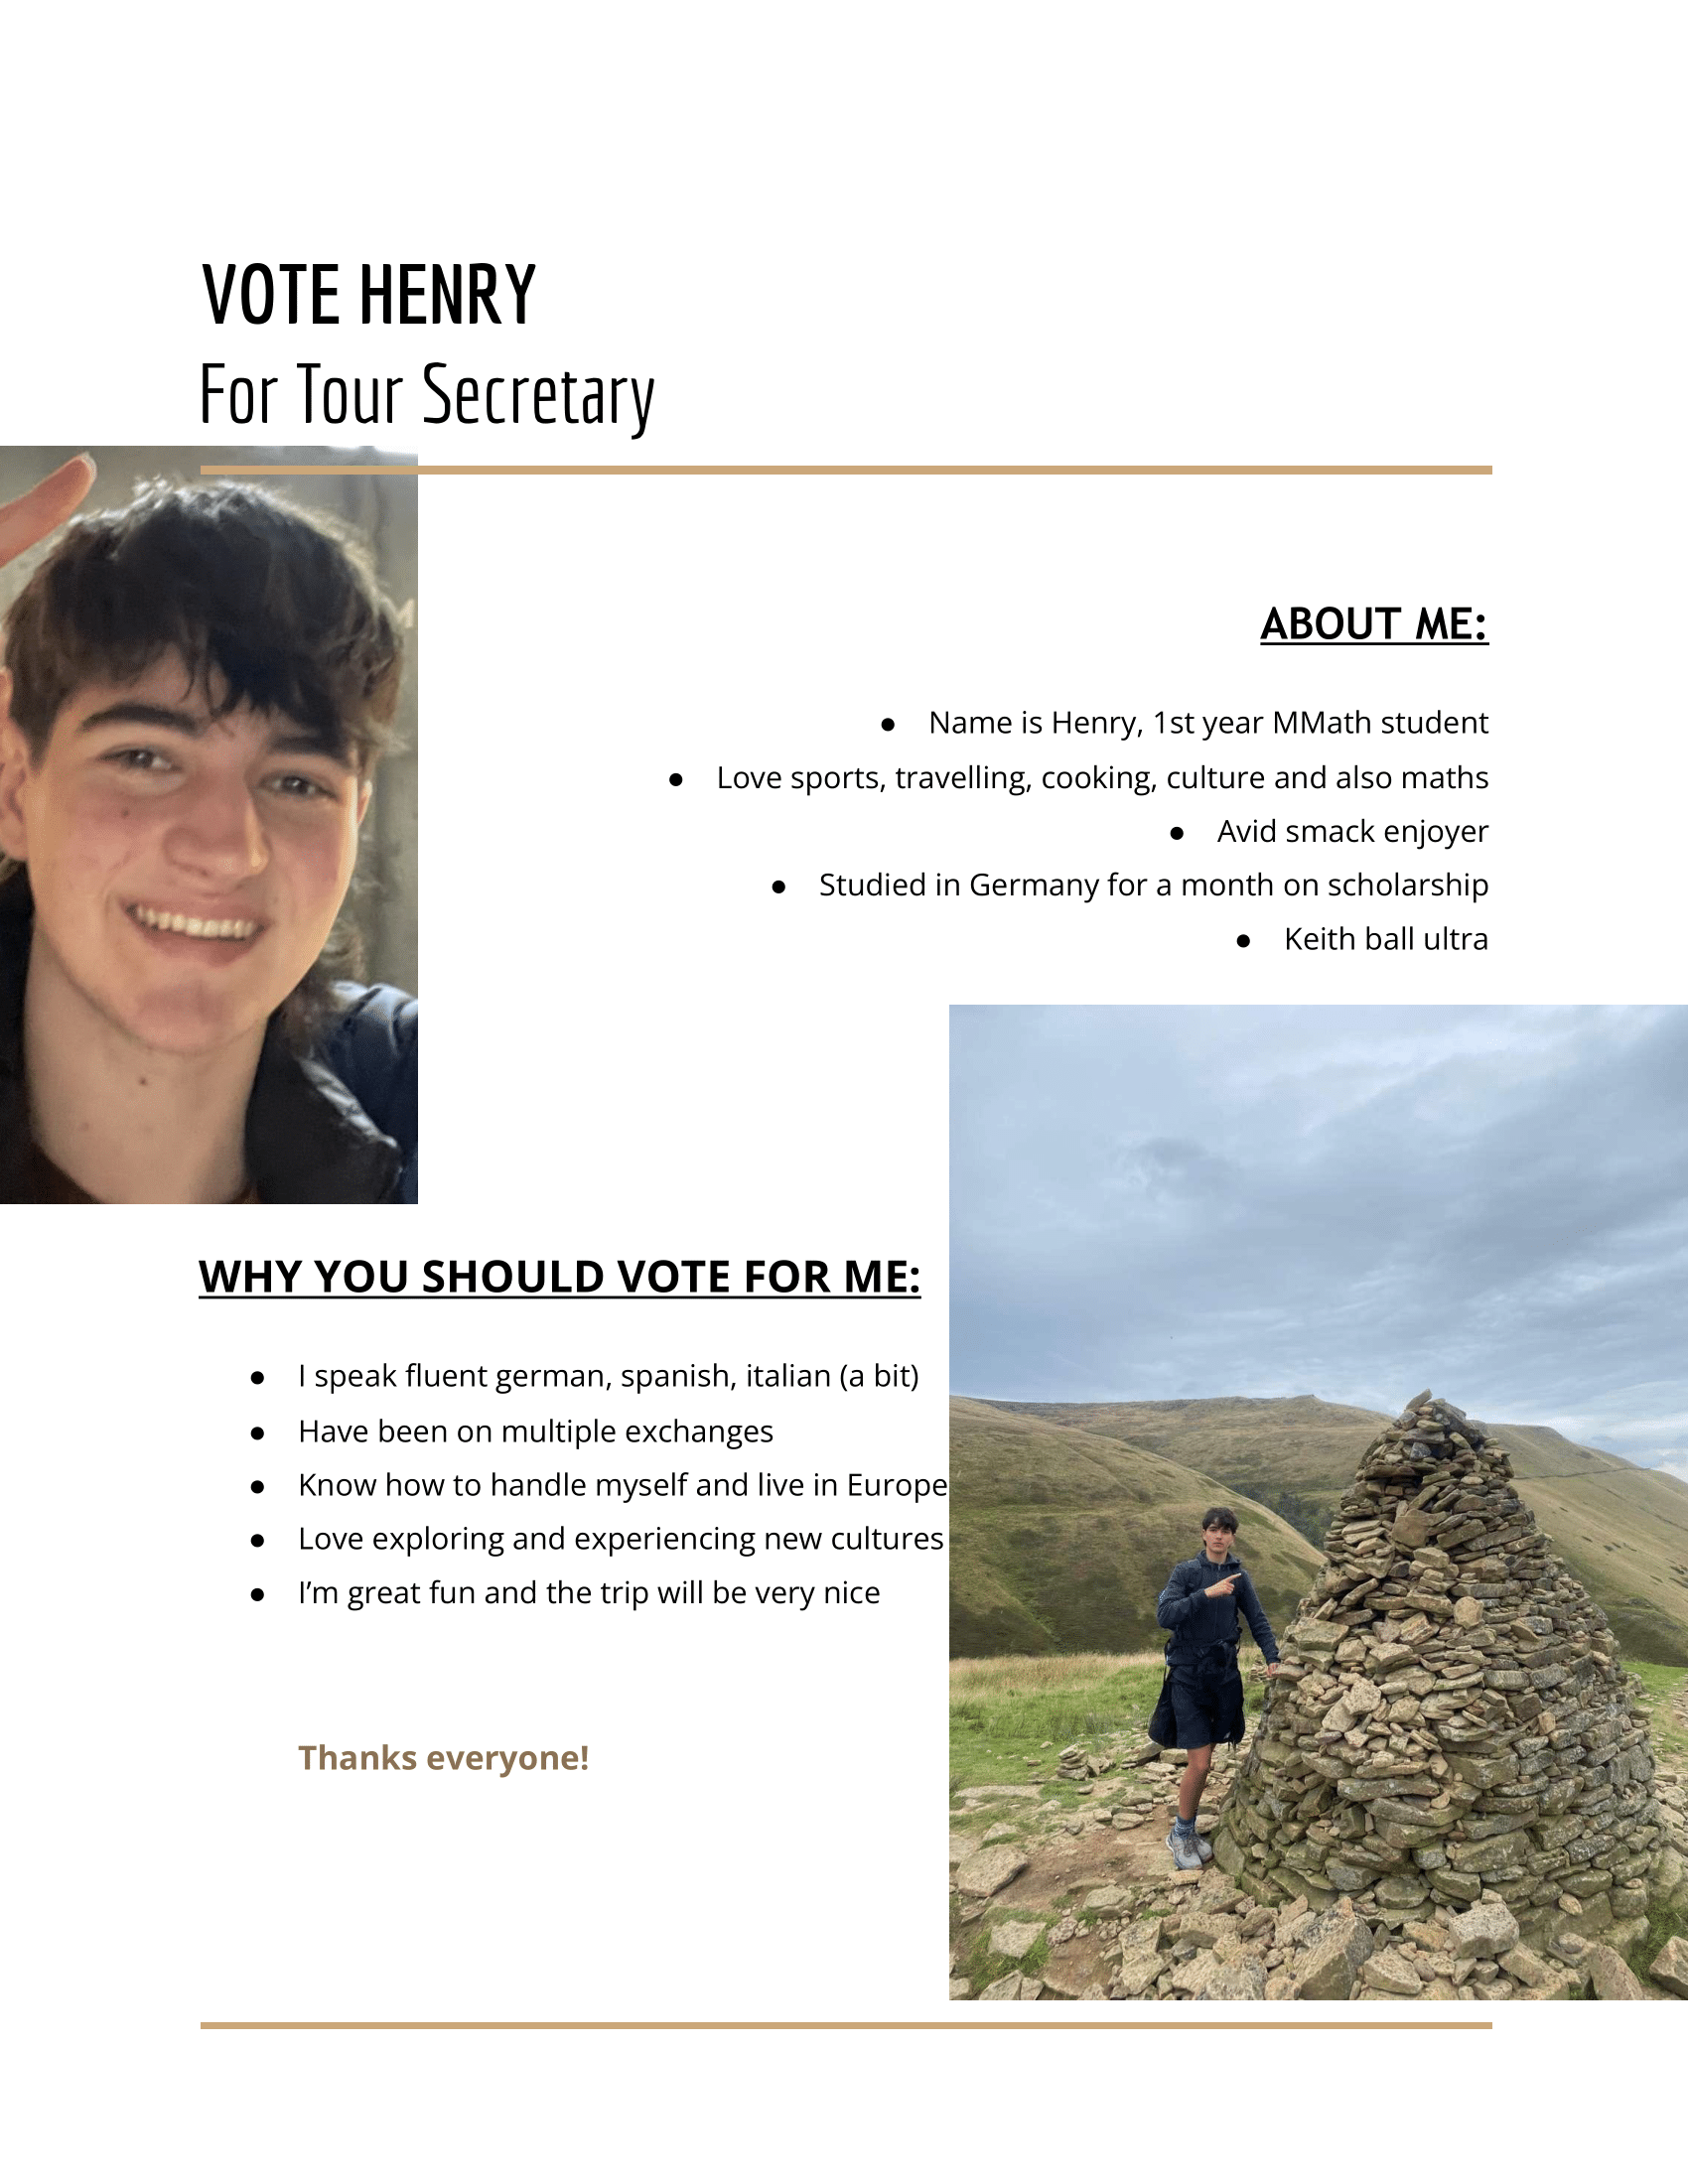 VOTE HENRY
For Tour Secretary
ABOUT ME:
● Name is Henry, 1st year MMath student
● Love sports, travelling, cooking, culture and also maths
● Avid smack enjoyer
● Studied in Germany for a month on scholarship
● Keith ball ultra
WHY YOU SHOULD VOTE FOR ME:
● I speak fluent german, spanish, italian (a bit)
● Have been on multiple exchanges
● Know how to handle myself and live in Europe
● Love exploring and experiencing new cultures
● I’m great fun and the trip will be very nice
Thanks everyone!